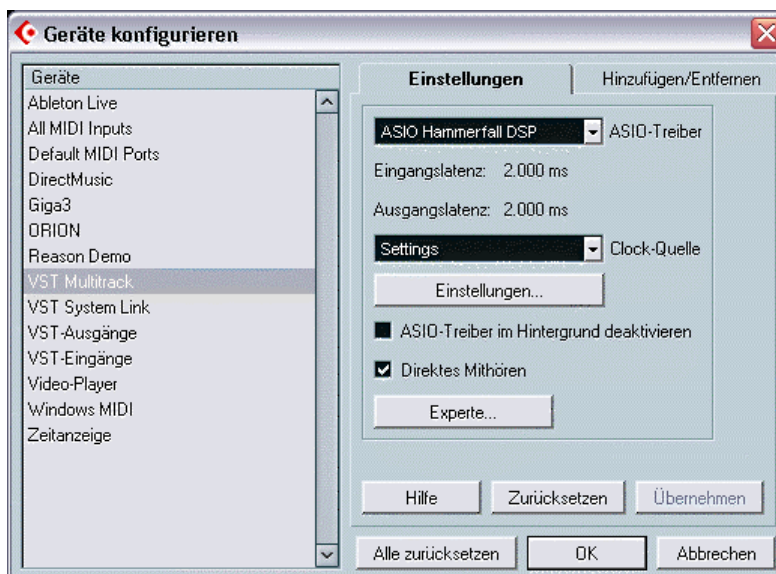 Geräte konfigurieren
Geräte
Ableton Live
All MIDI Inputs
Default MIDI Ports
DirectMusic
Giga3
ORION
Reason Demo
VST Multitrack
VST System Link
VST-Ausgänge
VST-Eingänge
Video-Player
Windows MIDI
Zeitanzeige
Einstellungen
Hinzufügen/Entfernen
ASIO Hammerfall DSP ASIO-Treiber
Eingangslatenz: 2.000 ms
Ausgangslatenz: 2.000 ms
Settings Clock-Quelle
Einstellungen...
ASIO-Treiber im Hintergrund deaktivieren
Direktes Mithören
Experte...
Hilfe Zurücksetzen Übernehmen
Alle zurücksetzen OK Abbrechen